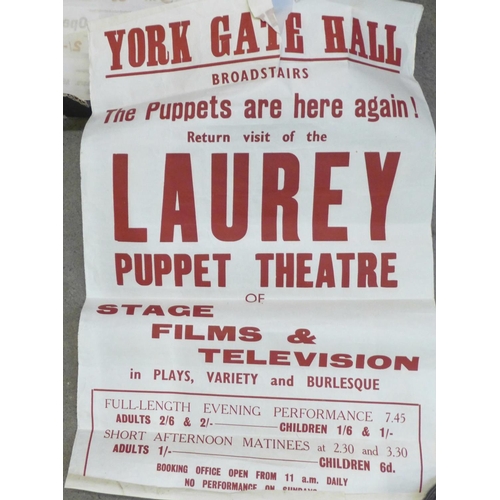 YORK GATE HALL
BROADSTAIRS
The Puppets are here again!
Return visit of the
LAUREY
PUPPET THEATRE
OF
STAGE
FILMS &
TELEVISION
in PLAYS, VARIETY and BURLESQUE
FULL-LENGTH EVENING PERFORMANCE 7.45
ADULTS 2/6 & 2/- CHILDREN 1/6 & 1/-
SHORT AFTERNOON MATINEES at 2.30 and 3.30
ADULTS 1/- CHILDREN 6d.
BOOKING OFFICE OPEN FROM 11 a.m. DAILY
NO PERFORMANCE ON SUNDAYS